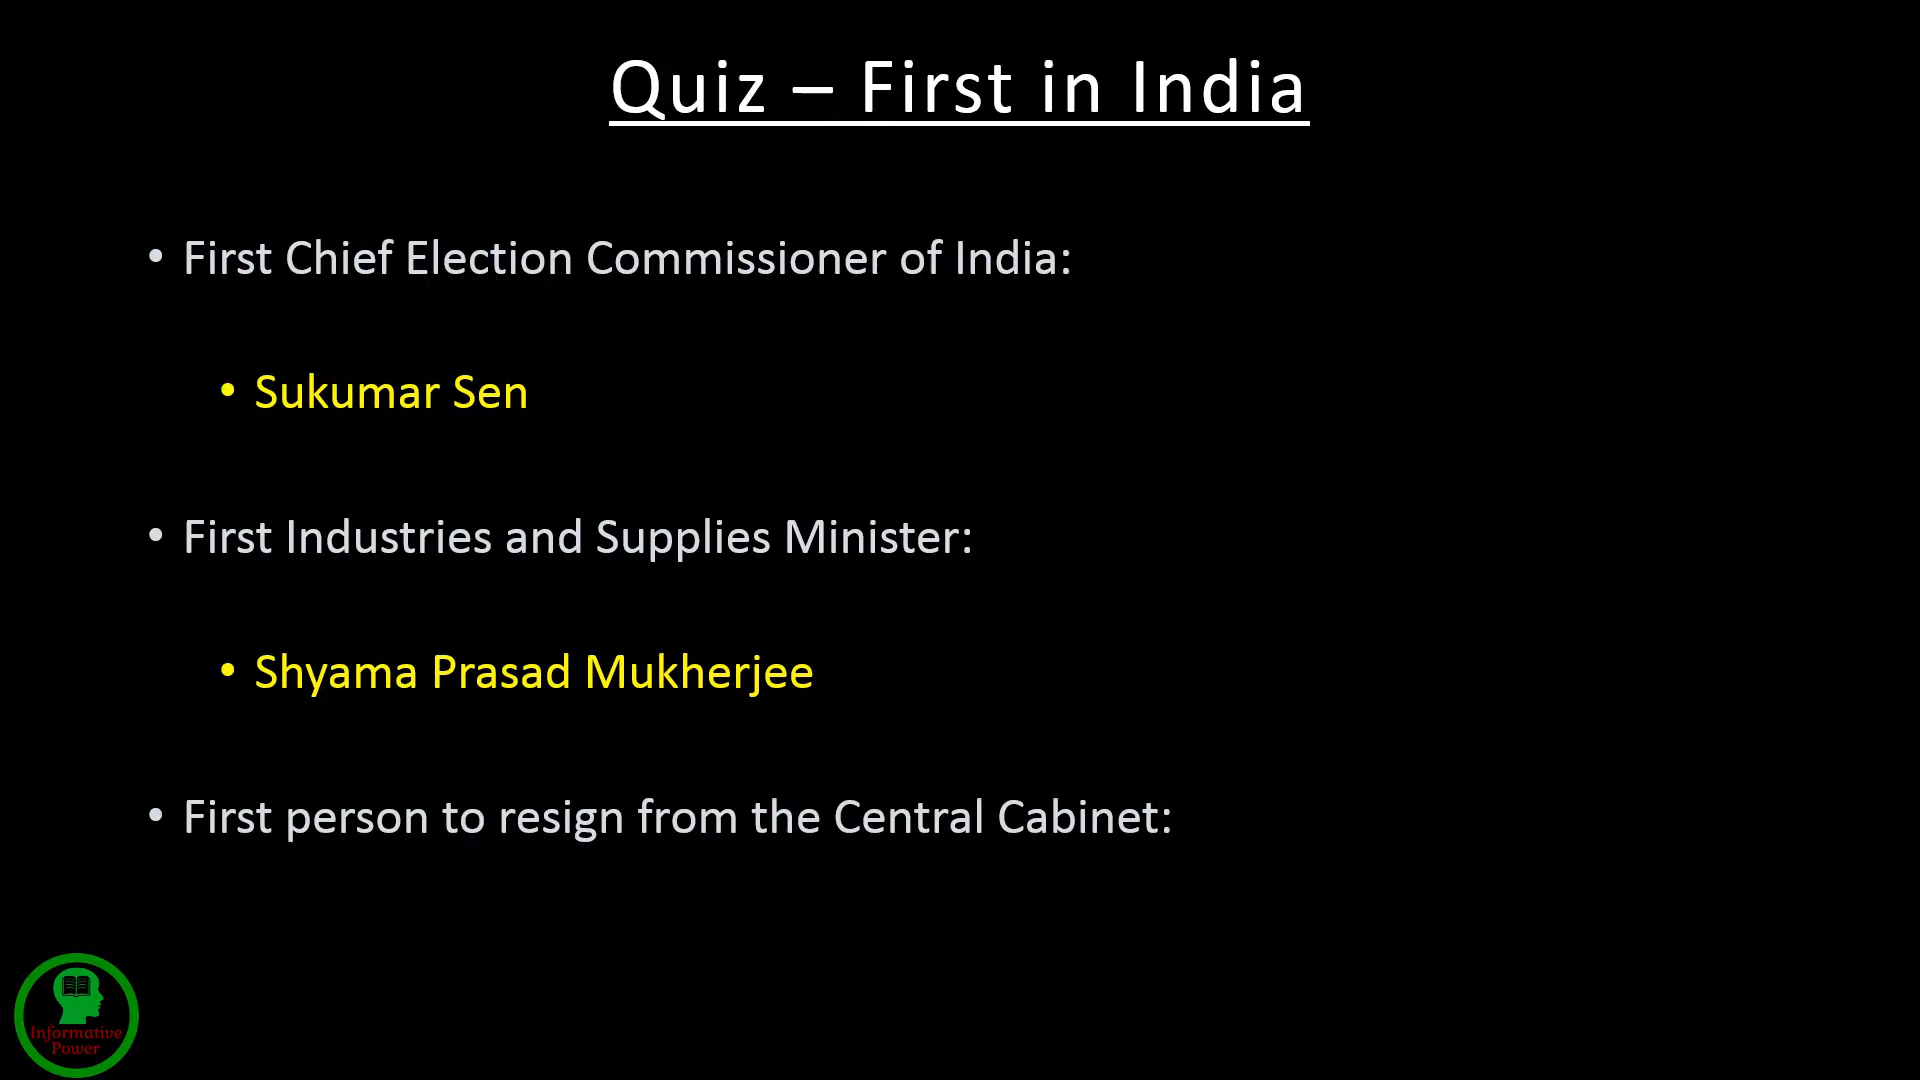 Quiz – First in India
• First Chief Election Commissioner of India:
• Sukumar Sen
• First Industries and Supplies Minister:
• Shyama Prasad Mukherjee
• First person to resign from the Central Cabinet:
Informative
Power